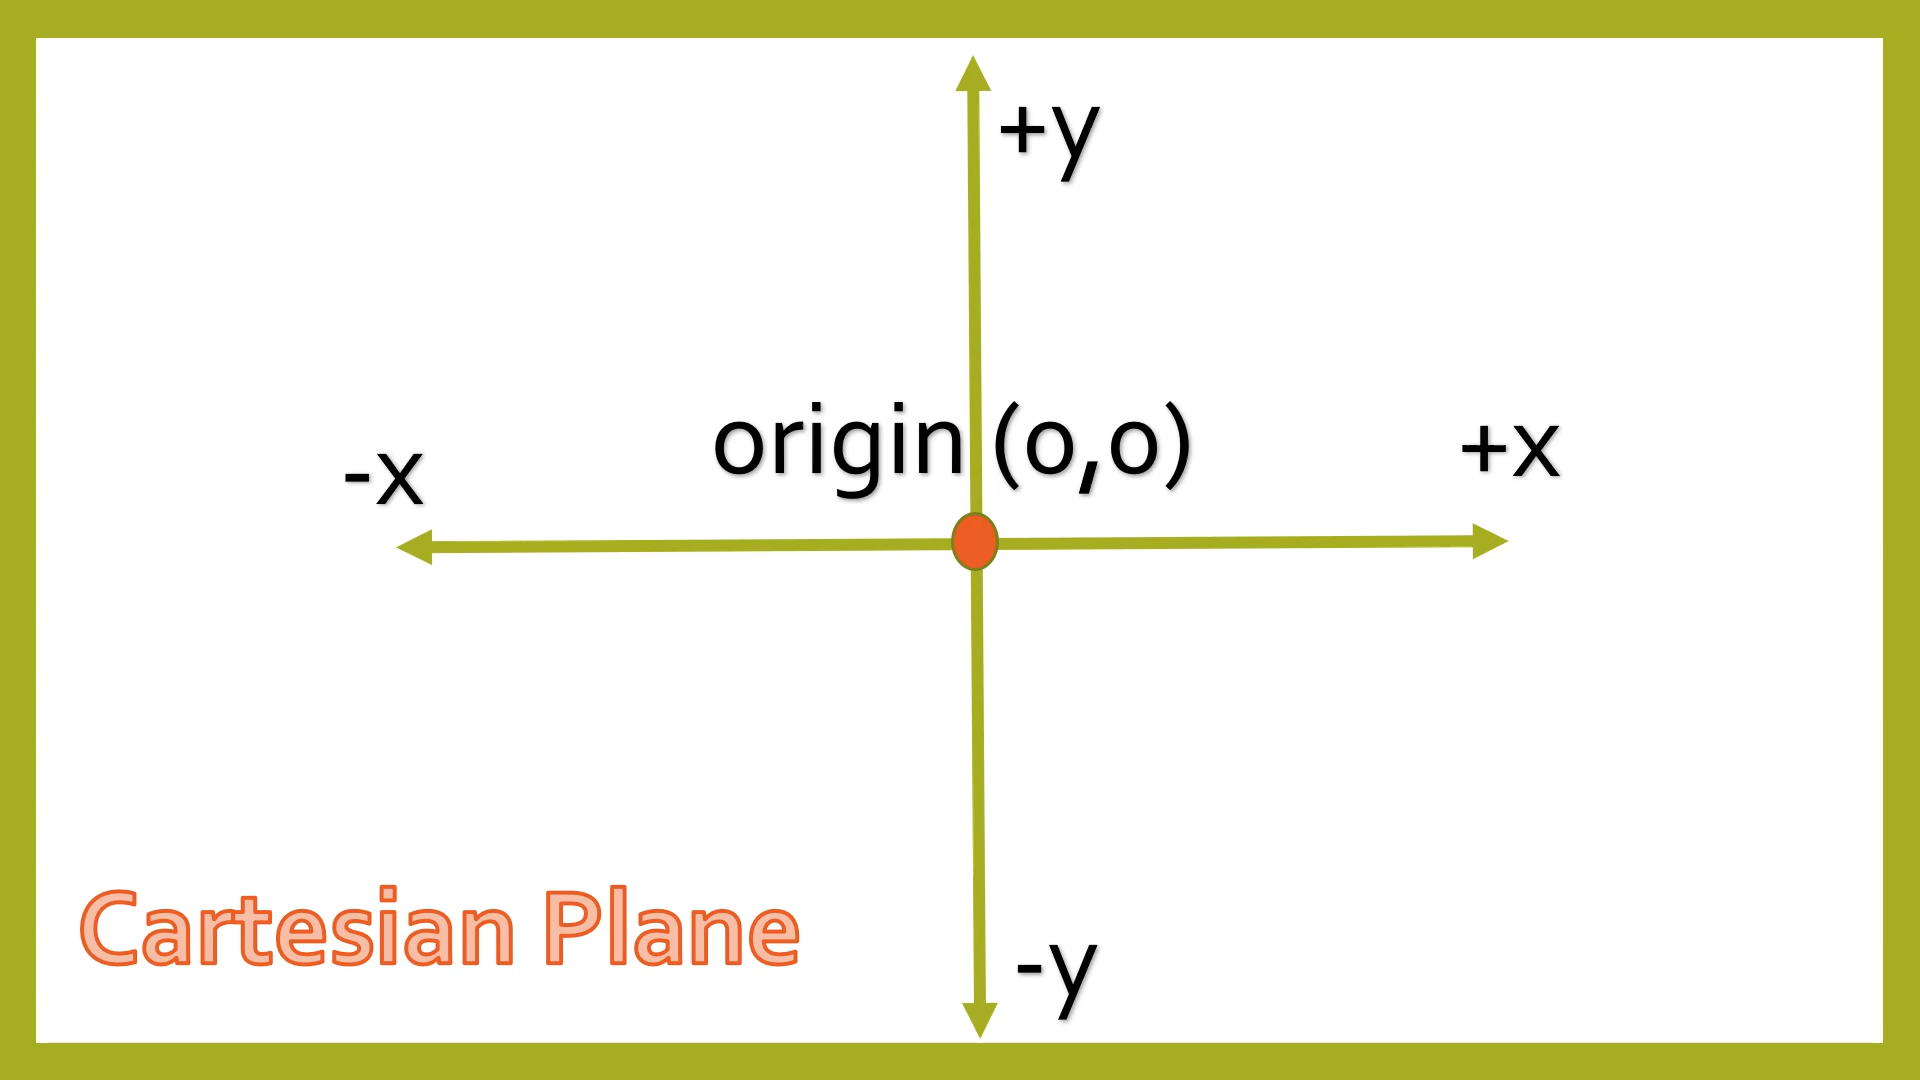 +y
origin (o,o)
+x
-x
Cartesian Plane
-y